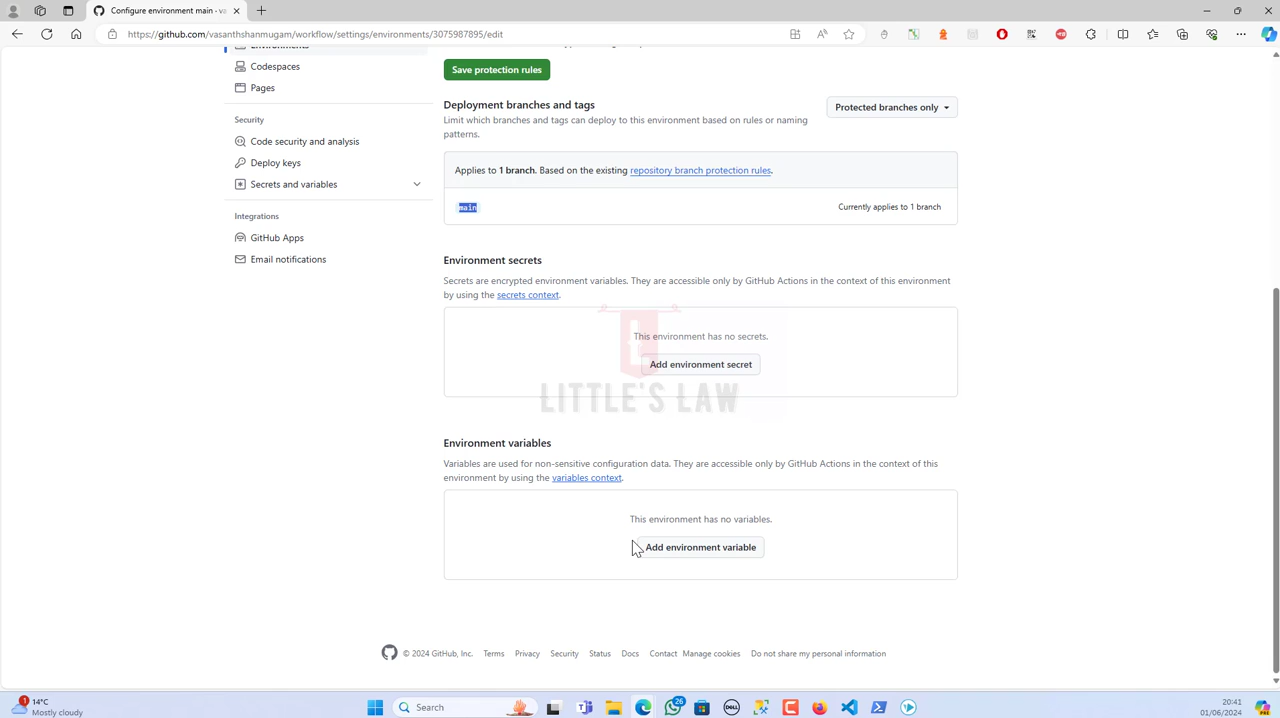 Configure environment main · va
https://github.com/vasanthshanmugam/workflow/settings/environments/3075987895/edit
Environments
Codespaces
Pages
Security
Code security and analysis
Deploy keys
Secrets and variables
Integrations
GitHub Apps
Email notifications
Save protection rules
Deployment branches and tags
Protected branches only
Limit which branches and tags can deploy to this environment based on rules or naming
patterns.
Applies to 1 branch. Based on the existing repository branch protection rules.
main
Currently applies to 1 branch
Environment secrets
Secrets are encrypted environment variables. They are accessible only by GitHub Actions in the context of this environment
by using the secrets context.
This environment has no secrets.
Add environment secret
LITTLE'S LAW
Environment variables
Variables are used for non-sensitive configuration data. They are accessible only by GitHub Actions in the context of this
environment by using the variables context.
This environment has no variables.
Add environment variable
© 2024 GitHub, Inc. Terms Privacy Security Status Docs Contact Manage cookies Do not share my personal information
1
14°C
Mostly cloudy
Search
26
DELL
20:41
01/06/2024